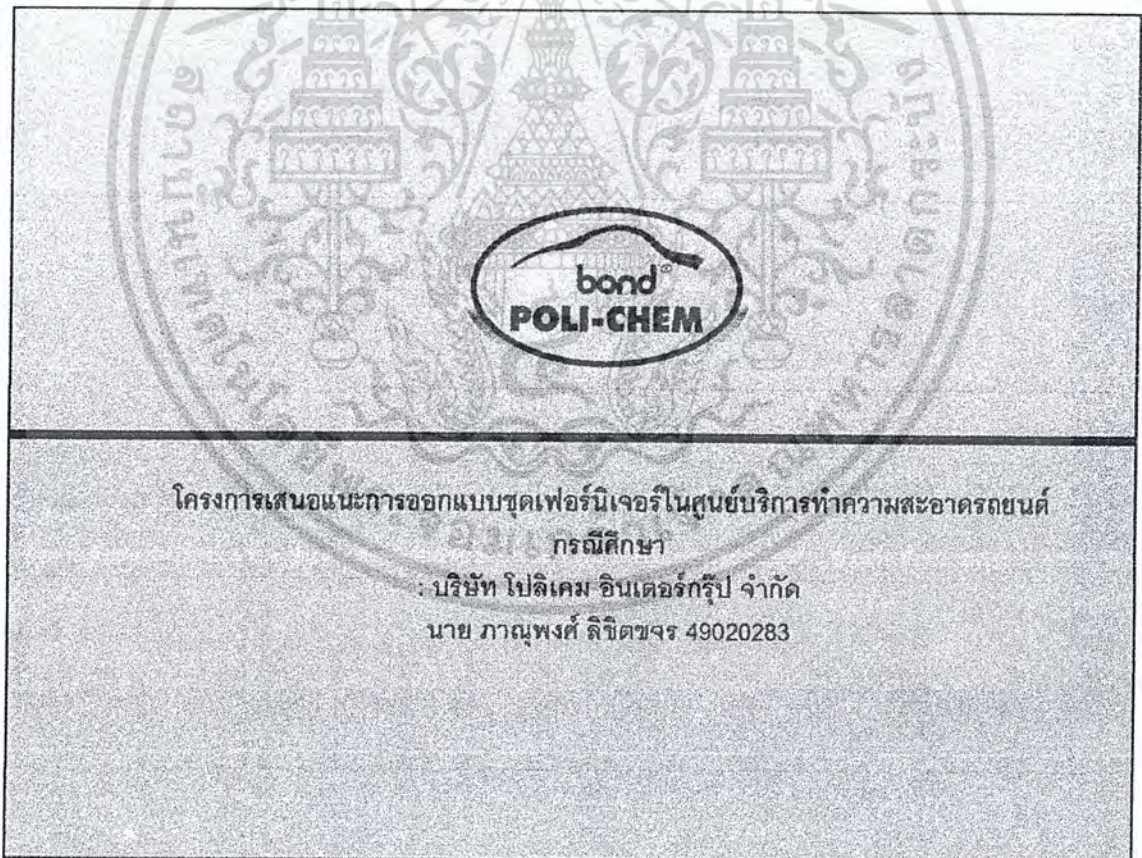 bond®
POLI-CHEM
โครงการเสนอแนะการออกแบบชุดเฟอร์นิเจอร์ในศูนย์บริการทำความสะอาดรถยนต์
กรณีศึกษา
: บริษัท โปลิเคม อินเตอร์กรุ๊ป จำกัด
นาย ภาณุพงศ์ ลิขิตขจร 49020283